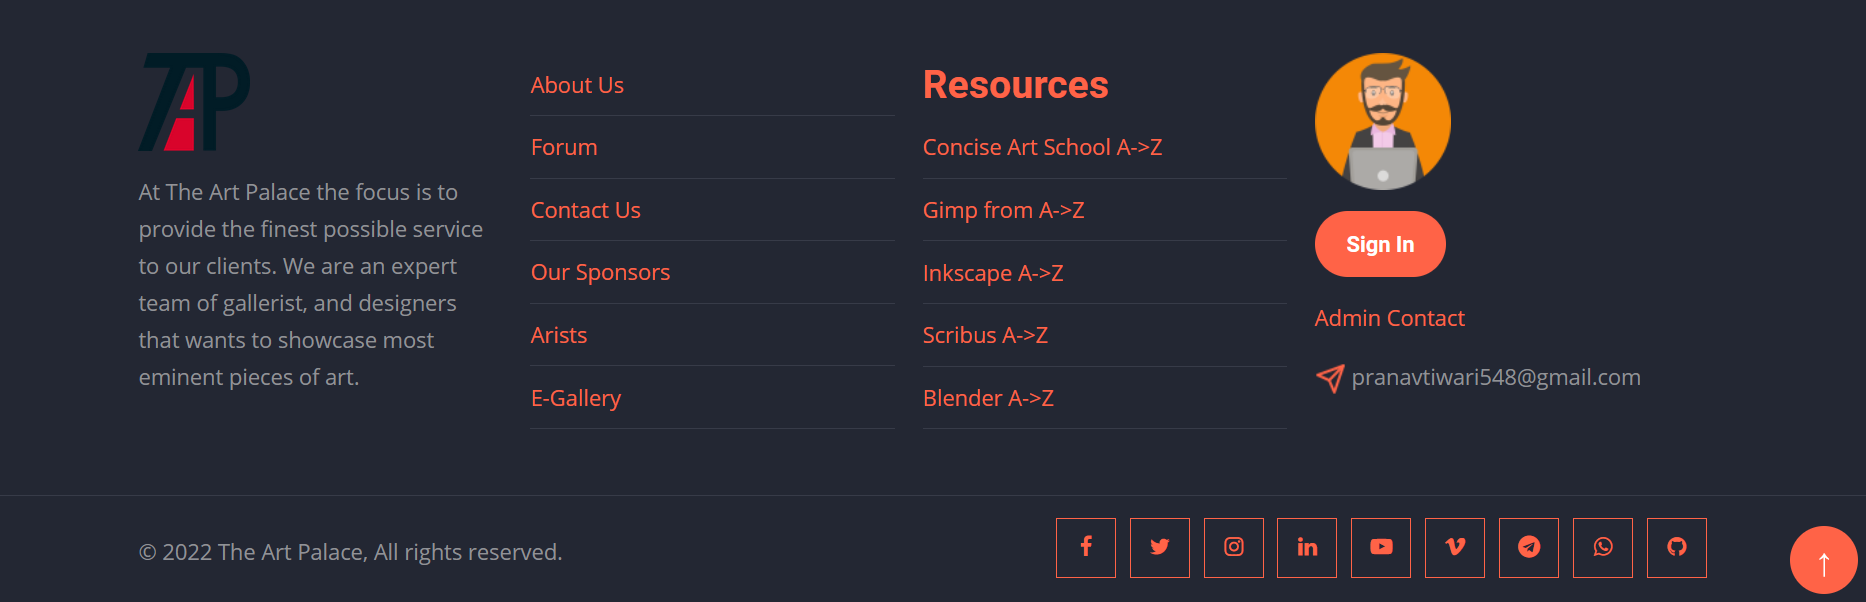 TAP
At The Art Palace the focus is to
provide the finest possible service
to our clients. We are an expert
team of gallerist, and designers
that wants to showcase most
eminent pieces of art.
About Us
Forum
Contact Us
Our Sponsors
Arists
E-Gallery
Resources
Concise Art School A->Z
Gimp from A->Z
Inkscape A->Z
Scribus A->Z
Blender A->Z
Sign In
Admin Contact
pranavtiwari548@gmail.com
© 2022 The Art Palace, All rights reserved.